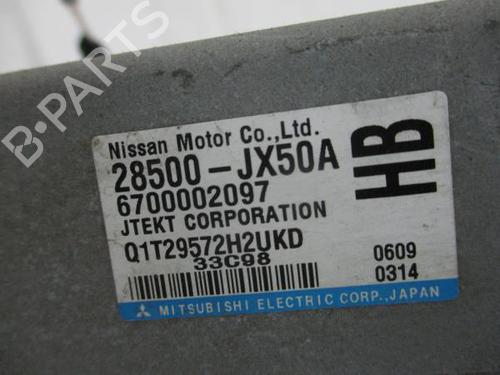 B-PARTS
Nissan Motor Co.,Ltd.
28500-JX50A
6700002097
JTEKT CORPORATION
Q1T29572H2UKD
33C98
HB
0609
0314
MITSUBISHI ELECTRIC CORP.,JAPAN